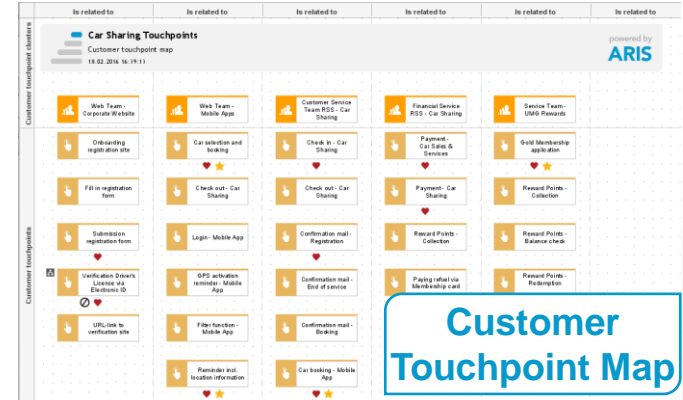 Is related to
Is related to
Is related to
Is related to
Is related to
Customer touchpoint clusters
Car Sharing Touchpoints
Customer touchpoint map
18.02.2016 16:39:13
powered by
ARIS
Web Team -
Corporate Website
Web Team -
Mobile Apps
Customer Service
Team RSS - Car
Sharing
Financial Service
RSS - Car Sharing
Service Team -
UMG Rewards
Customer touchpoints
Onboarding
registration site
Car selection and
booking
Check in - Car
Sharing
Payment -
Car Sales &
Services
Gold Membership
application
Fill in registration
form
Check out - Car
Sharing
Check out - Car
Sharing
Payment - Car
Sharing
Reward Points -
Collection
Submission
registration form
Login - Mobile App
Confirmation mail -
Registration
Reward Points -
Collection
Reward Points -
Balance check
Verification Driver's
Licence via
Electronic ID
GPS activation
reminder - Mobile
App
Confirmation mail -
End of service
Paying refuel via
Membership card
Reward Points -
Redemption
URL-link to
verification site
Filter function -
Mobile App
Confirmation mail -
Booking
Reminder incl.
location information
Car booking - Mobile
App
Customer
Touchpoint Map